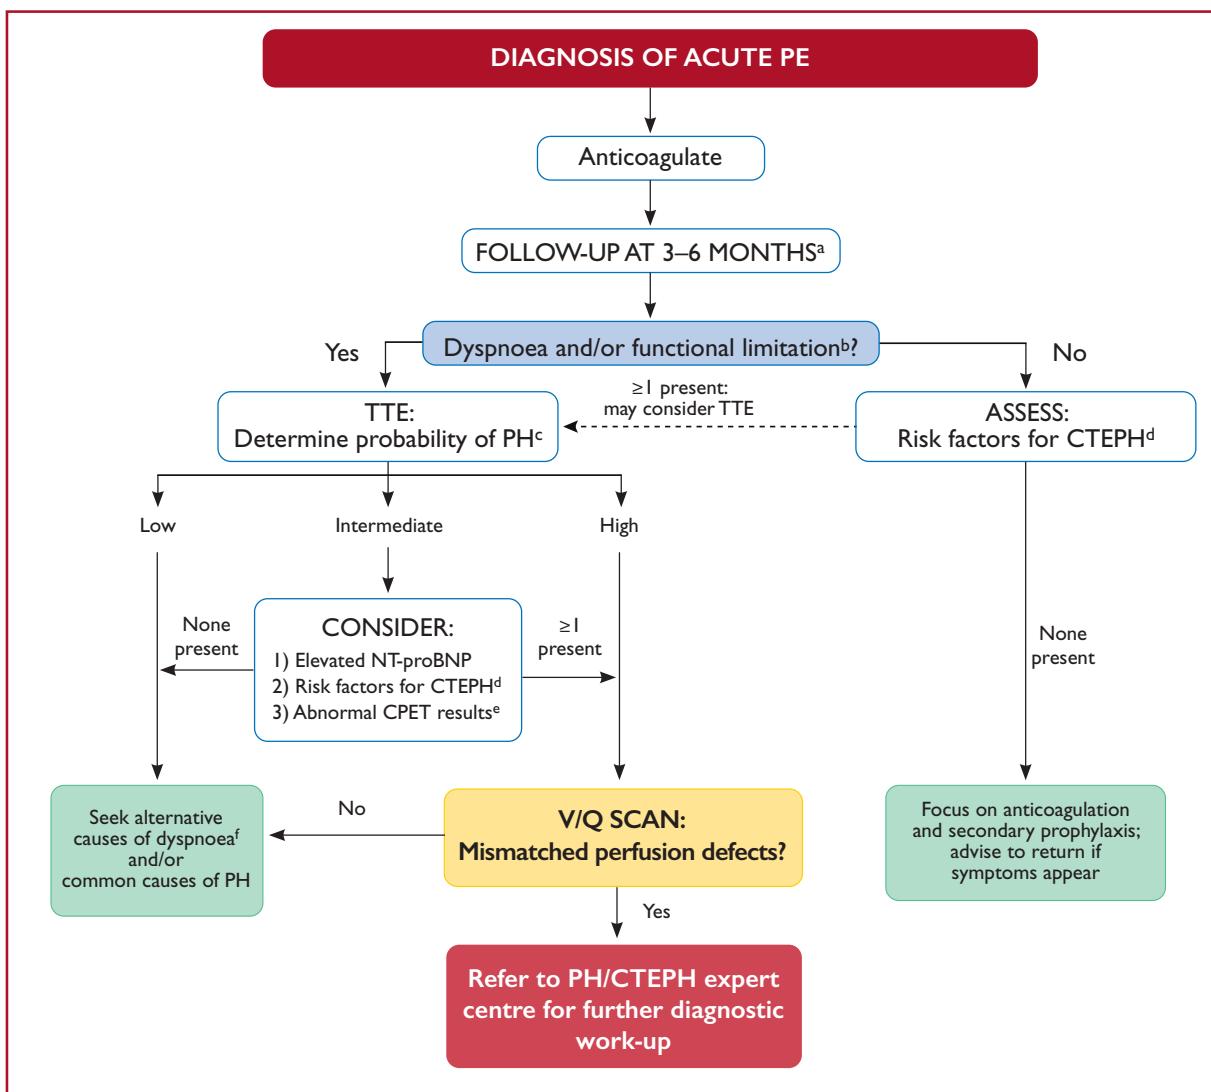 DIAGNOSIS OF ACUTE PE
Anticoagulate
FOLLOW-UP AT 3–6 MONTHSᵃ
Yes
Dyspnoea and/or functional limitationᵇ?
No
≥1 present:
may consider TTE
TTE:
Determine probability of PHᶜ
ASSESS:
Risk factors for CTEPHᵈ
Low
Intermediate
High
None
present
CONSIDER:
1) Elevated NT-proBNP
2) Risk factors for CTEPHᵈ
3) Abnormal CPET resultsᵉ
≥1
present
None
present
Seek alternative
causes of dyspnoeaᶠ
and/or
common causes of PH
No
V/Q SCAN:
Mismatched perfusion defects?
Focus on anticoagulation
and secondary prophylaxis;
advise to return if
symptoms appear
Yes
Refer to PH/CTEPH expert
centre for further diagnostic
work-up